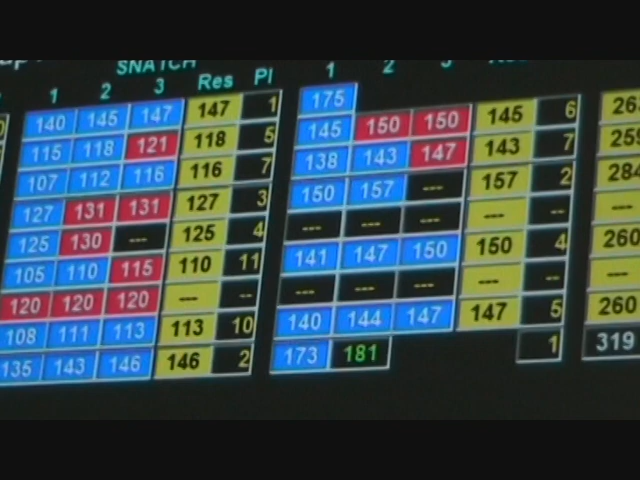 SNATCH
1 2 3 Res Pl 1 2 3
140 145 147 147 1 175
115 118 121 118 5 145 150 150 145 6 26
107 112 116 116 7 138 143 147 143 7 259
127 131 131 127 3 150 157 --- 157 2 284
125 130 --- 125 4 --- --- --- --- -- ---
105 110 115 110 11 141 147 150 150 4 260
120 120 120 --- -- --- --- --- --- -- ---
108 111 113 113 10 140 144 147 147 5 260
135 143 146 146 2 173 181 1 319